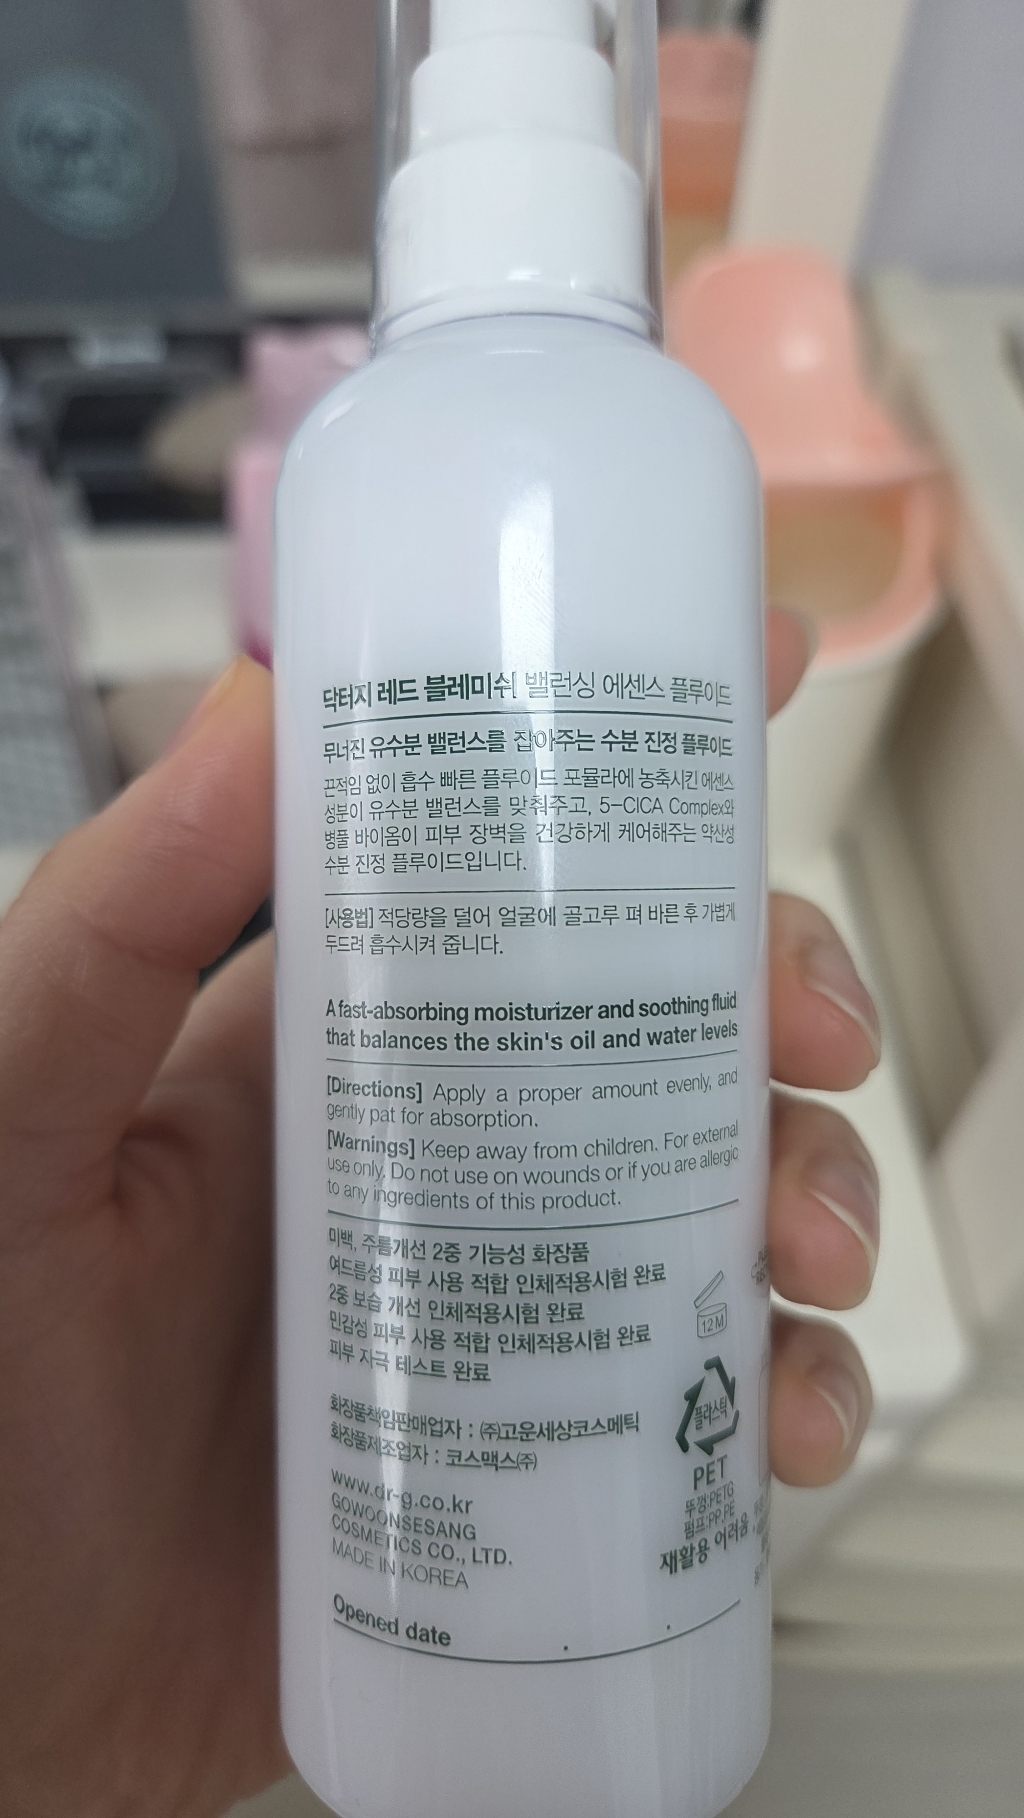 닥터지 레드 블레미쉬 밸런싱 에센스 플루이드
무너진 유수분 밸런스를 잡아주는 수분 진정 플루이드
끈적임 없이 흡수 빠른 플루이드 포뮬라에 농축시킨 에센스
성분이 유수분 밸런스를 맞춰주고, 5-CICA Complex와
병풀 바이옴이 피부 장벽을 건강하게 케어해주는 약산성
수분 진정 플루이드입니다.
[사용법] 적당량을 덜어 얼굴에 골고루 펴 바른 후 가볍게
두드려 흡수시켜 줍니다.
A fast-absorbing moisturizer and soothing fluid
that balances the skin's oil and water levels
[Directions] Apply a proper amount evenly, and
gently pat for absorption.
[Warnings] Keep away from children. For external
use only. Do not use on wounds or if you are allergic
to any ingredients of this product.
미백, 주름개선 2중 기능성 화장품
여드름성 피부 사용 적합 인체적용시험 완료
2중 보습 개선 인체적용시험 완료
민감성 피부 사용 적합 인체적용시험 완료
피부 자극 테스트 완료
12M
화장품책임판매업자 : ㈜고운세상코스메틱
화장품제조업자 : 코스맥스㈜
www.dr-g.co.kr
GOWOONSESANG
COSMETICS CO., LTD.
MADE IN KOREA
플라스틱
PET
뚜껑:PETG
펌프:PP,PE
재활용 어려움
Opened date